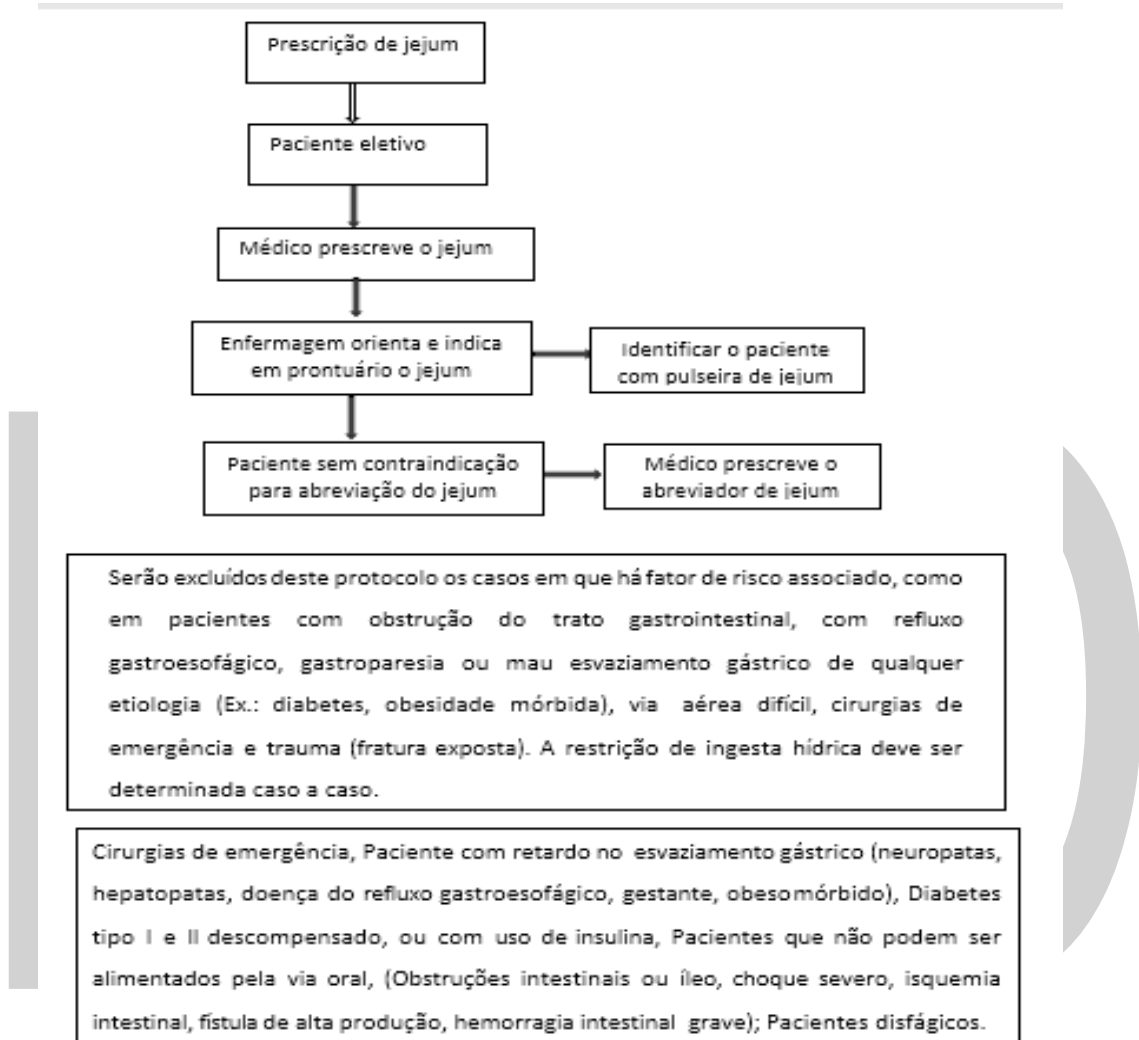 Prescrição de jejum
Paciente eletivo
Médico prescreve o jejum
Enfermagem orienta e indica
em prontuário o jejum
Identificar o paciente
com pulseira de jejum
Paciente sem contraindicação
para abreviação do jejum
Médico prescreve o
abreviador de jejum
Serão excluídos deste protocolo os casos em que há fator de risco associado, como
em pacientes com obstrução do trato gastrointestinal, com refluxo
gastroesofágico, gastroparesia ou mau esvaziamento gástrico de qualquer
etiologia (Ex.: diabetes, obesidade mórbida), via aérea difícil, cirurgias de
emergência e trauma (fratura exposta). A restrição de ingesta hídrica deve ser
determinada caso a caso.
Cirurgias de emergência, Paciente com retardo no esvaziamento gástrico (neuropatas,
hepatopatas, doença do refluxo gastroesofágico, gestante, obeso mórbido), Diabetes
tipo I e II descompensado, ou com uso de insulina, Pacientes que não podem ser
alimentados pela via oral, (Obstruções intestinais ou íleo, choque severo, isquemia
intestinal, fístula de alta produção, hemorragia intestinal grave); Pacientes disfágicos.